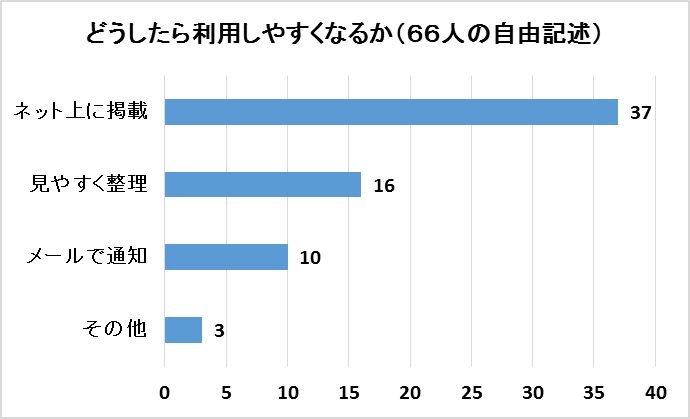 どうしたら利用しやすくなるか（６６人の自由記述）
ネット上に掲載 37
見やすく整理 16
メールで通知 10
その他 3
0 5 10 15 20 25 30 35 40